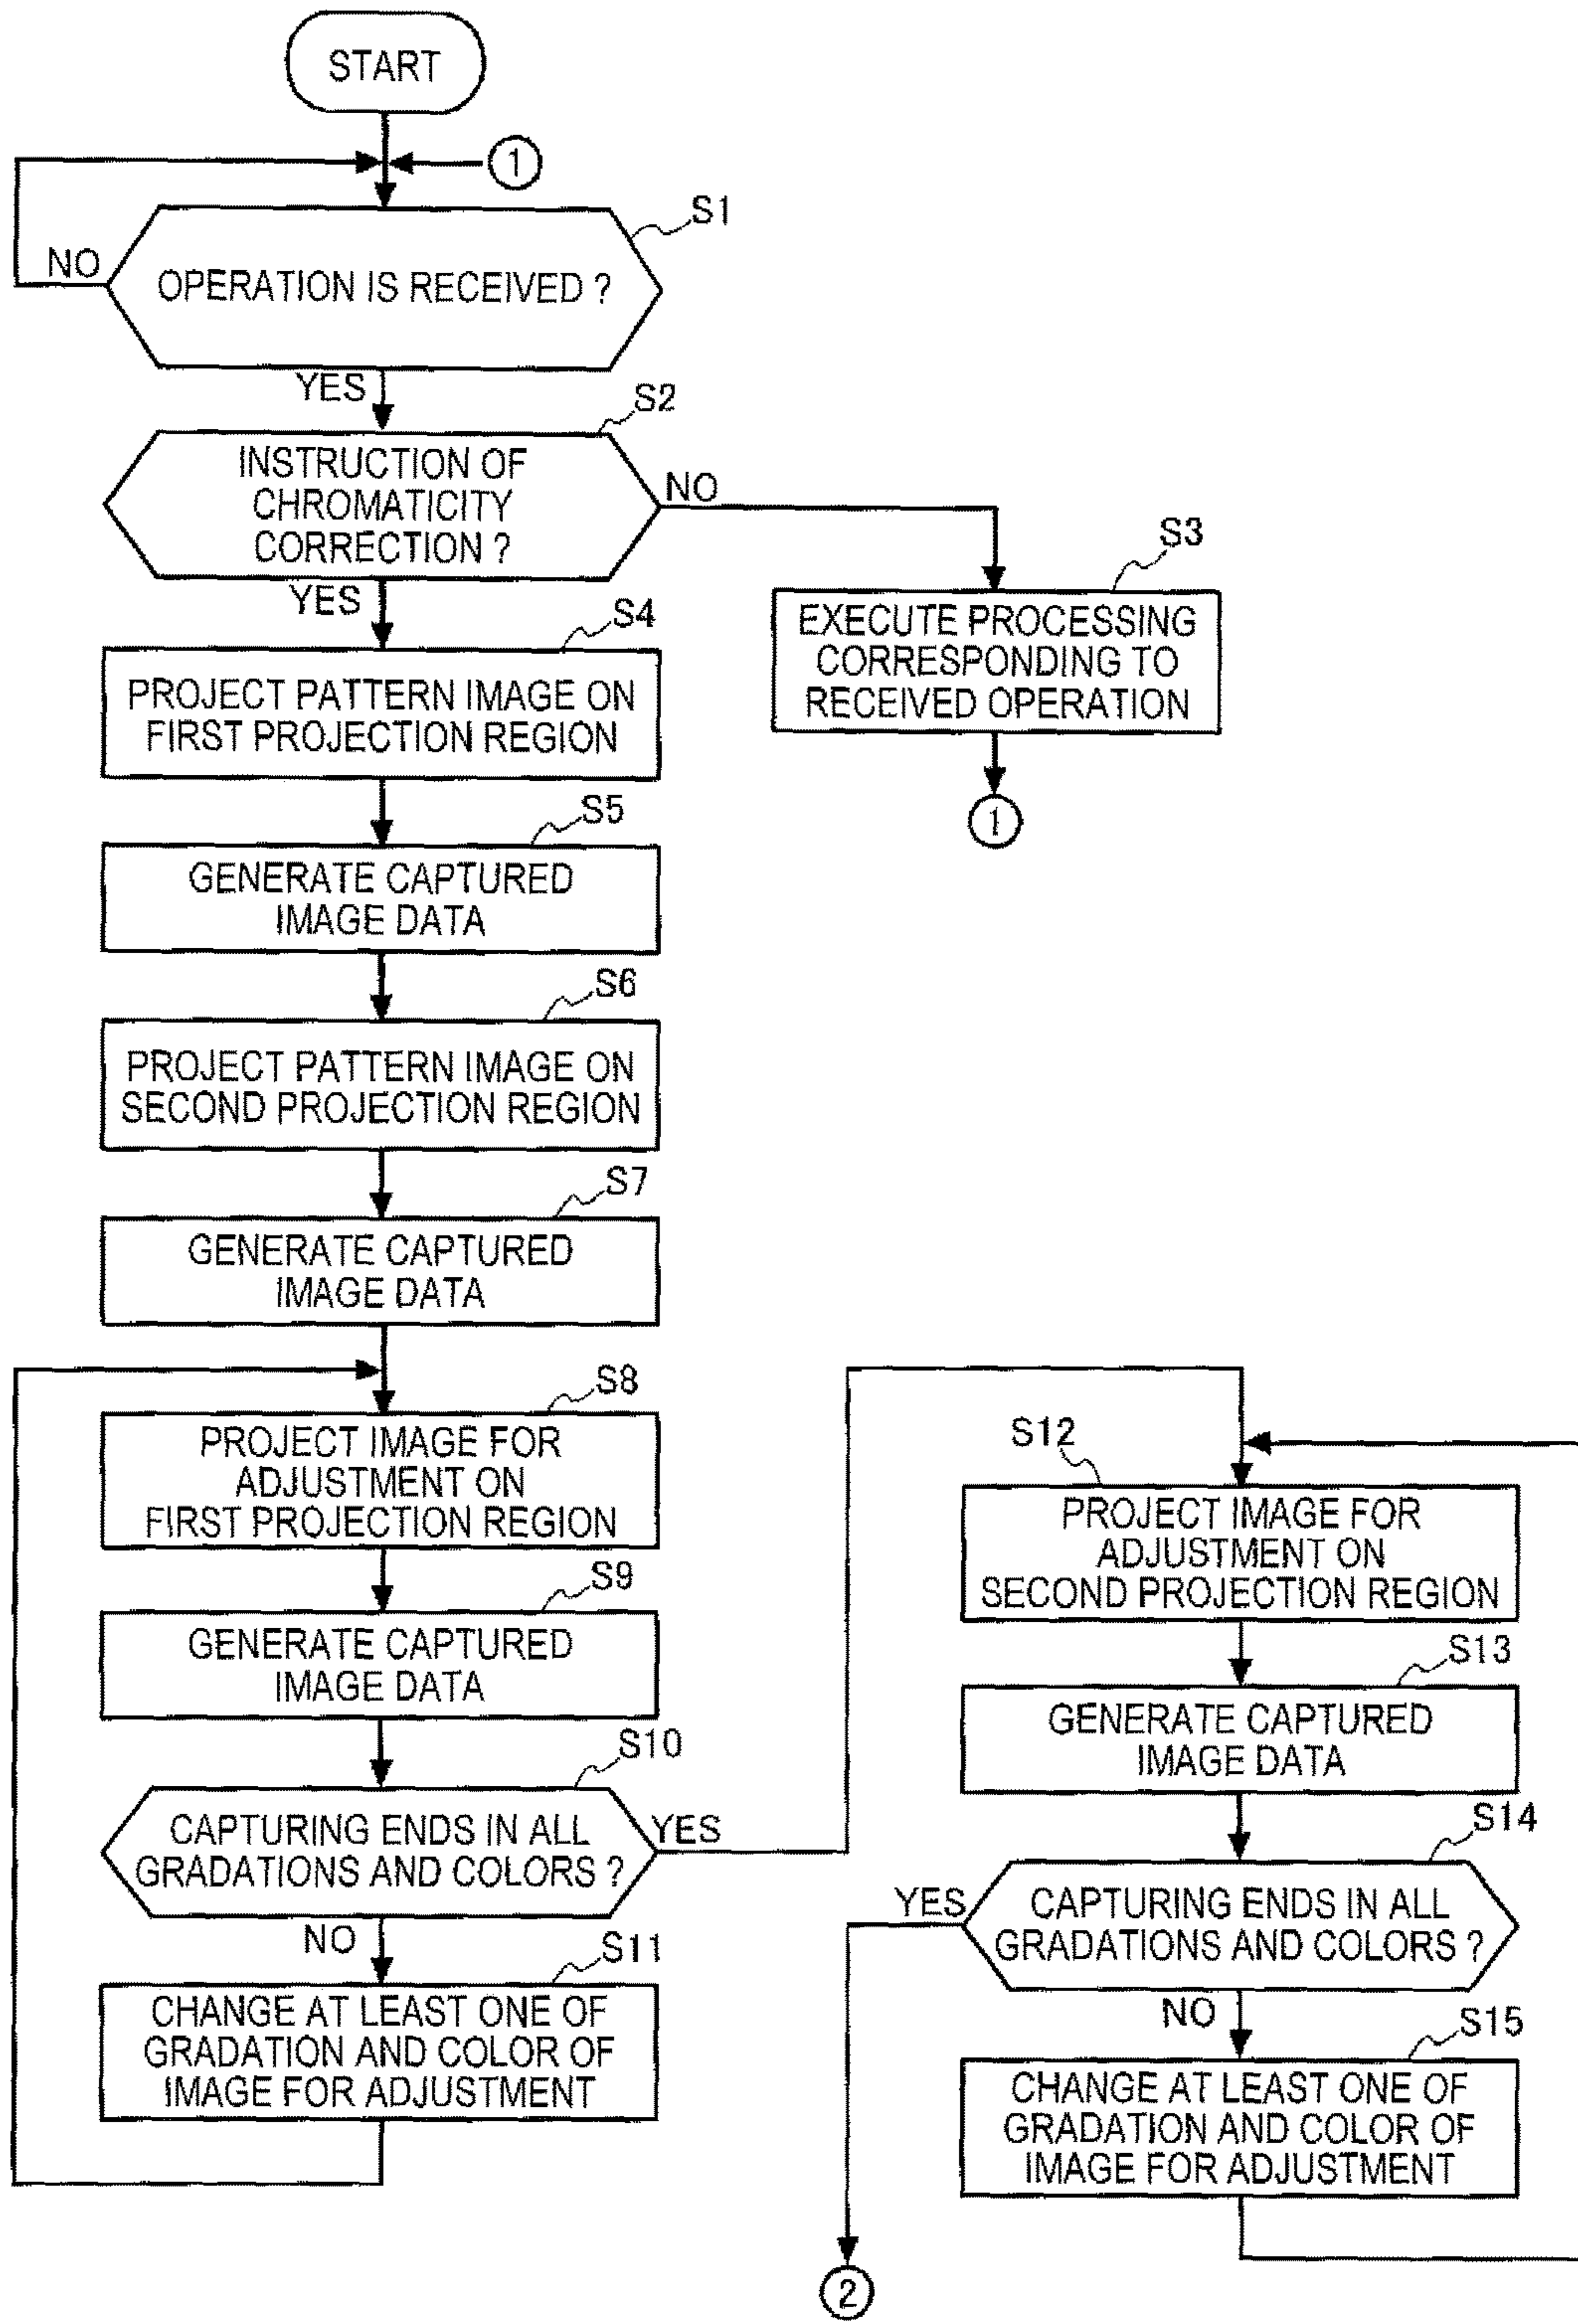 START
1
S1
NO
OPERATION IS RECEIVED ?
YES
S2
INSTRUCTION OF
CHROMATICITY
CORRECTION ?
NO
YES
S3
EXECUTE PROCESSING
CORRESPONDING TO
RECEIVED OPERATION
1
S4
PROJECT PATTERN IMAGE ON
FIRST PROJECTION REGION
S5
GENERATE CAPTURED
IMAGE DATA
S6
PROJECT PATTERN IMAGE ON
SECOND PROJECTION REGION
S7
GENERATE CAPTURED
IMAGE DATA
S8
PROJECT IMAGE FOR
ADJUSTMENT ON
FIRST PROJECTION REGION
S9
GENERATE CAPTURED
IMAGE DATA
S10
CAPTURING ENDS IN ALL
GRADATIONS AND COLORS ?
YES
NO
S11
CHANGE AT LEAST ONE OF
GRADATION AND COLOR OF
IMAGE FOR ADJUSTMENT
S12
PROJECT IMAGE FOR
ADJUSTMENT ON
SECOND PROJECTION REGION
S13
GENERATE CAPTURED
IMAGE DATA
S14
YES
CAPTURING ENDS IN ALL
GRADATIONS AND COLORS ?
NO
S15
CHANGE AT LEAST ONE OF
GRADATION AND COLOR OF
IMAGE FOR ADJUSTMENT
2